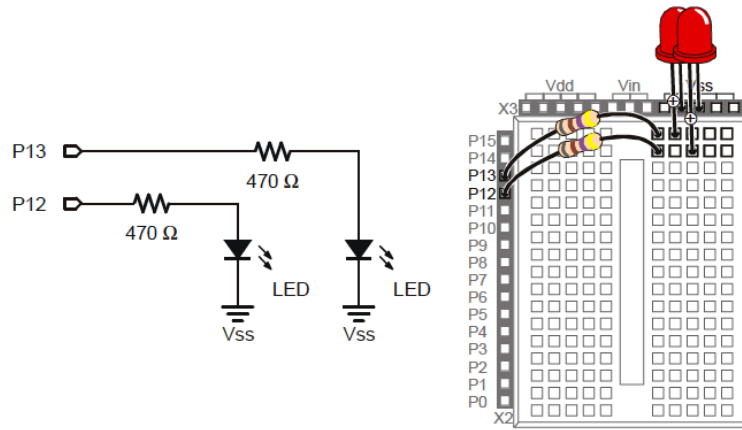 P13
470 Ω
P12
470 Ω
LED
LED
Vss
Vss
Vdd
Vin
Vss
X3
P15
P14
P13
P12
P11
P10
P9
P8
P7
P6
P5
P4
P3
P2
P1
P0
X2